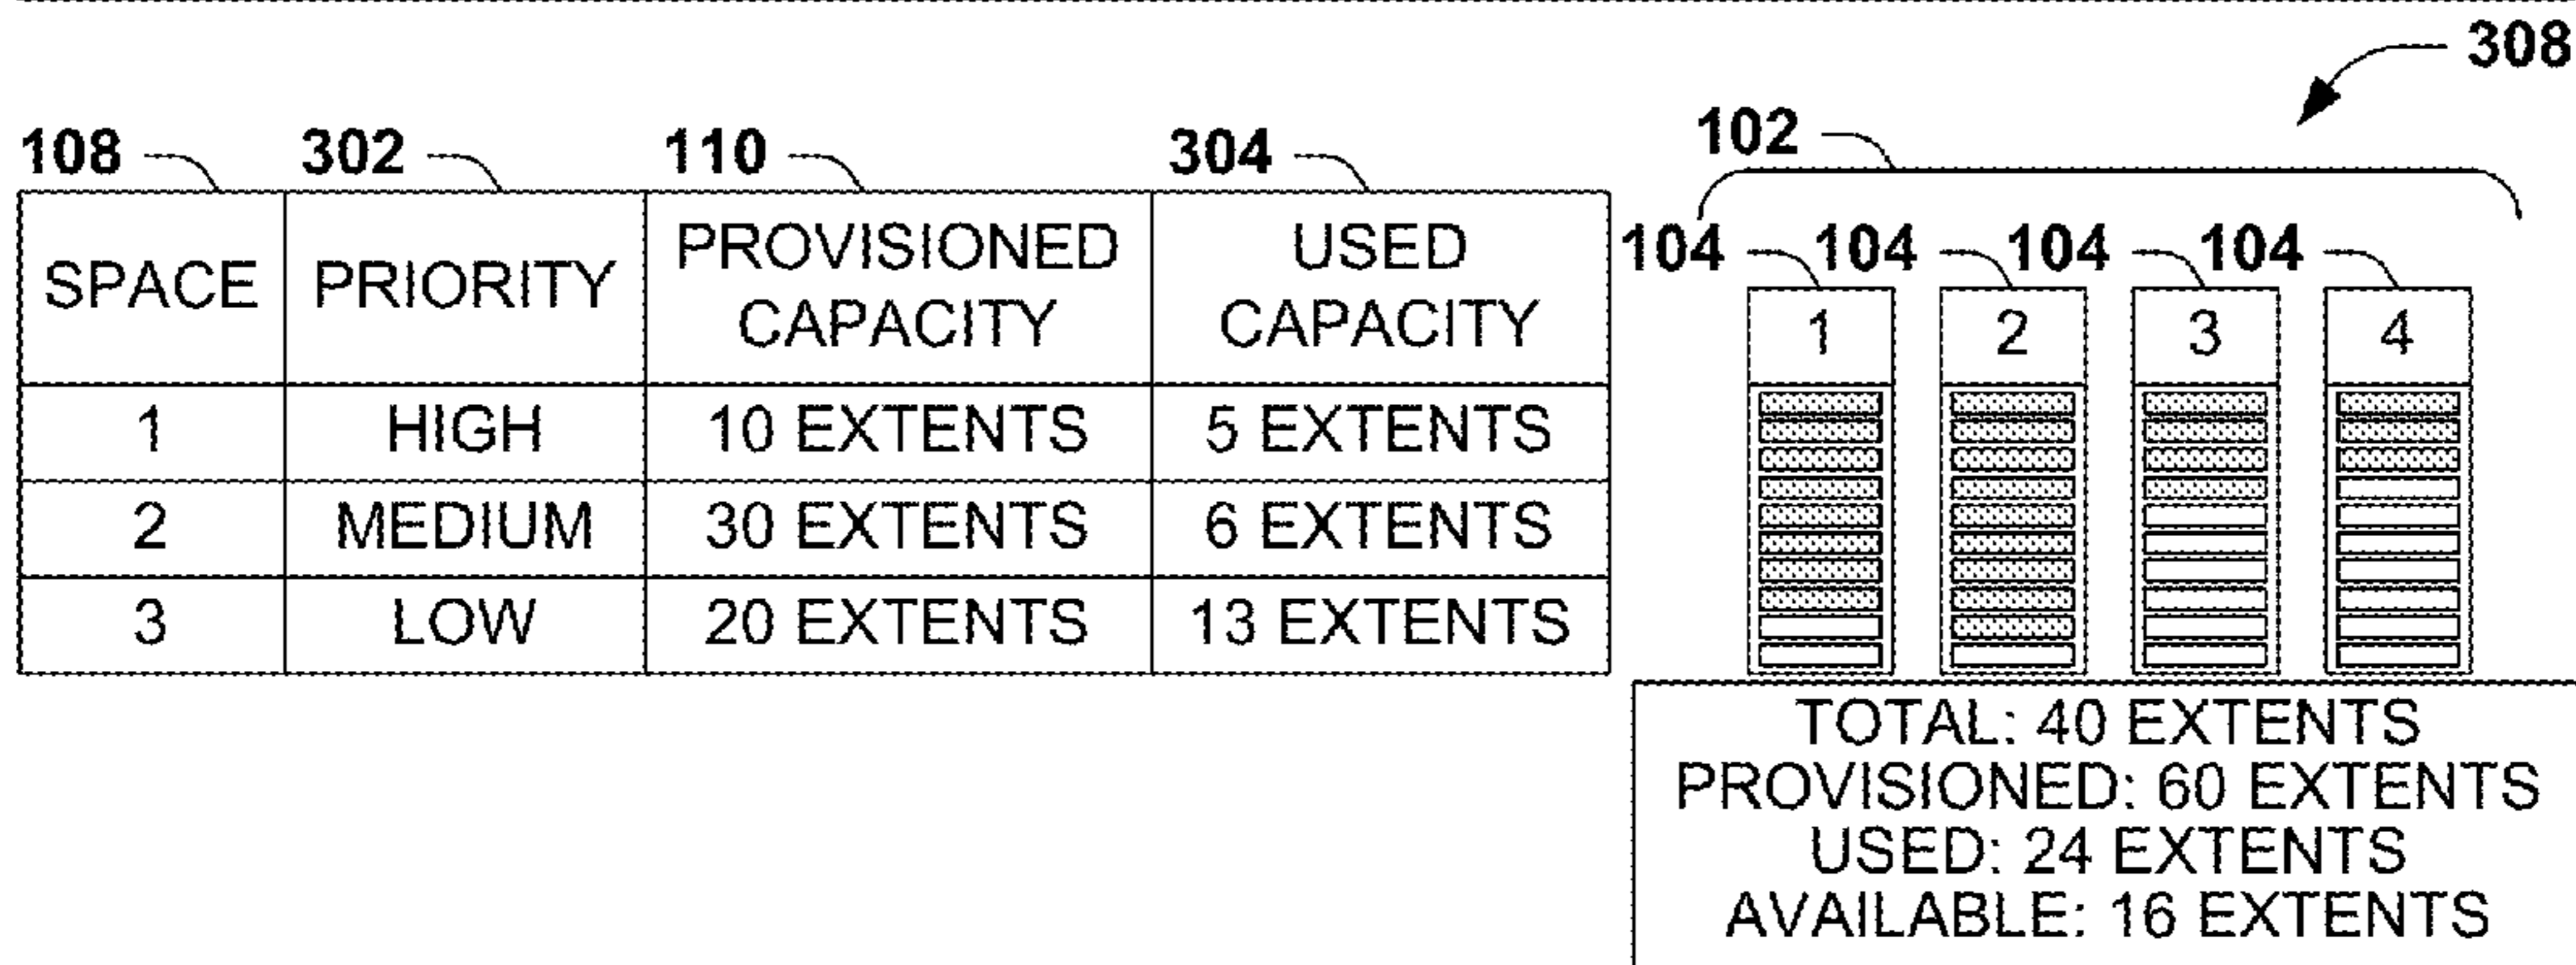 308
108 302 110 304 102
104 104 104 104
SPACE PRIORITY PROVISIONED CAPACITY USED CAPACITY
1 2 3 4
1 HIGH 10 EXTENTS 5 EXTENTS
2 MEDIUM 30 EXTENTS 6 EXTENTS
3 LOW 20 EXTENTS 13 EXTENTS
TOTAL: 40 EXTENTS
PROVISIONED: 60 EXTENTS
USED: 24 EXTENTS
AVAILABLE: 16 EXTENTS